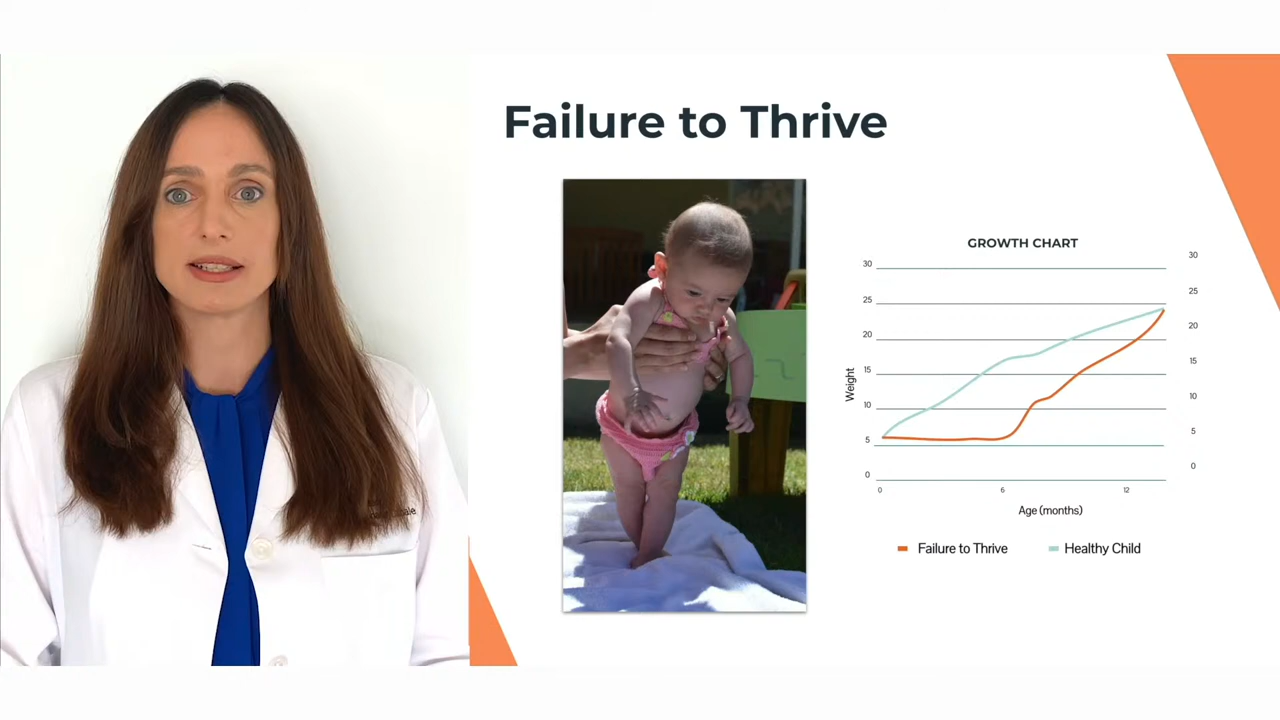 Failure to Thrive
GROWTH CHART
30
25
20
15
10
5
0
Weight
30
25
20
15
10
5
0
0
6
12
Age (months)
Failure to Thrive
Healthy Child